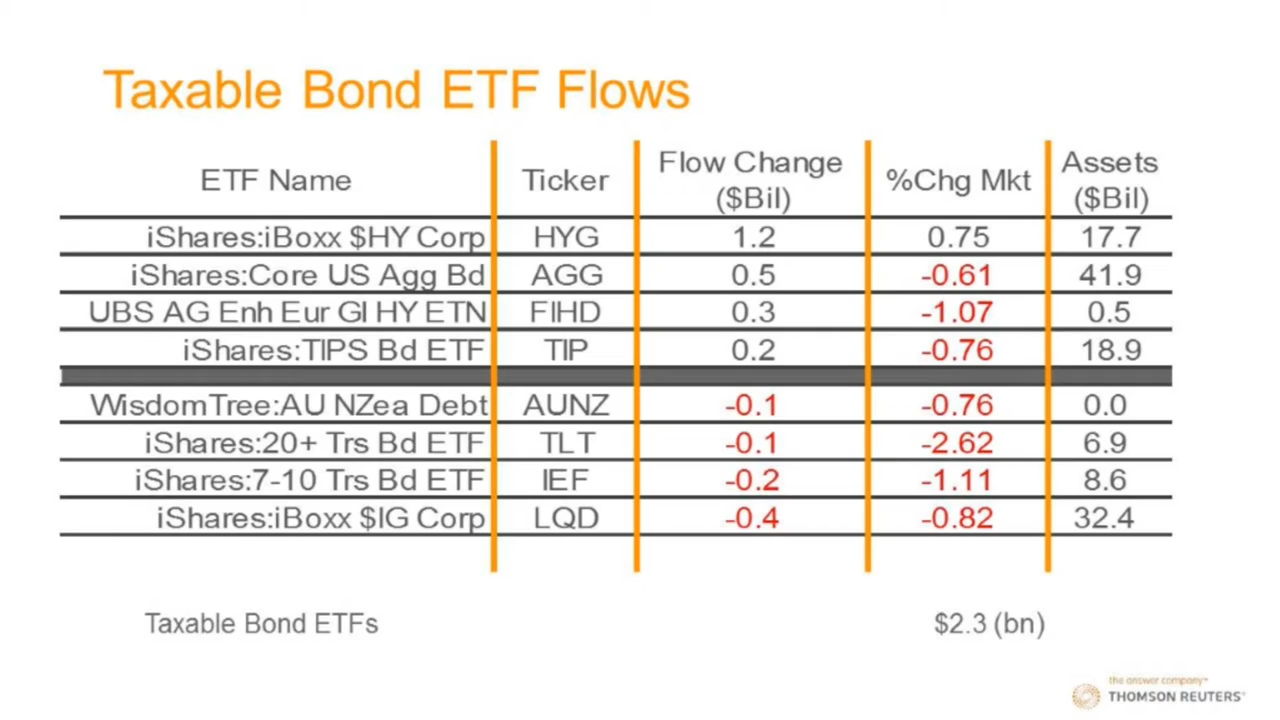 Taxable Bond ETF Flows
ETF Name Ticker Flow Change ($Bil) %Chg Mkt Assets ($Bil)
iShares:iBoxx $HY Corp HYG 1.2 0.75 17.7
iShares:Core US Agg Bd AGG 0.5 -0.61 41.9
UBS AG Enh Eur Gl HY ETN FIHD 0.3 -1.07 0.5
iShares:TIPS Bd ETF TIP 0.2 -0.76 18.9
WisdomTree:AU NZea Debt AUNZ -0.1 -0.76 0.0
iShares:20+ Trs Bd ETF TLT -0.1 -2.62 6.9
iShares:7-10 Trs Bd ETF IEF -0.2 -1.11 8.6
iShares:iBoxx $IG Corp LQD -0.4 -0.82 32.4
Taxable Bond ETFs $2.3 (bn)
the answer company™
THOMSON REUTERS®